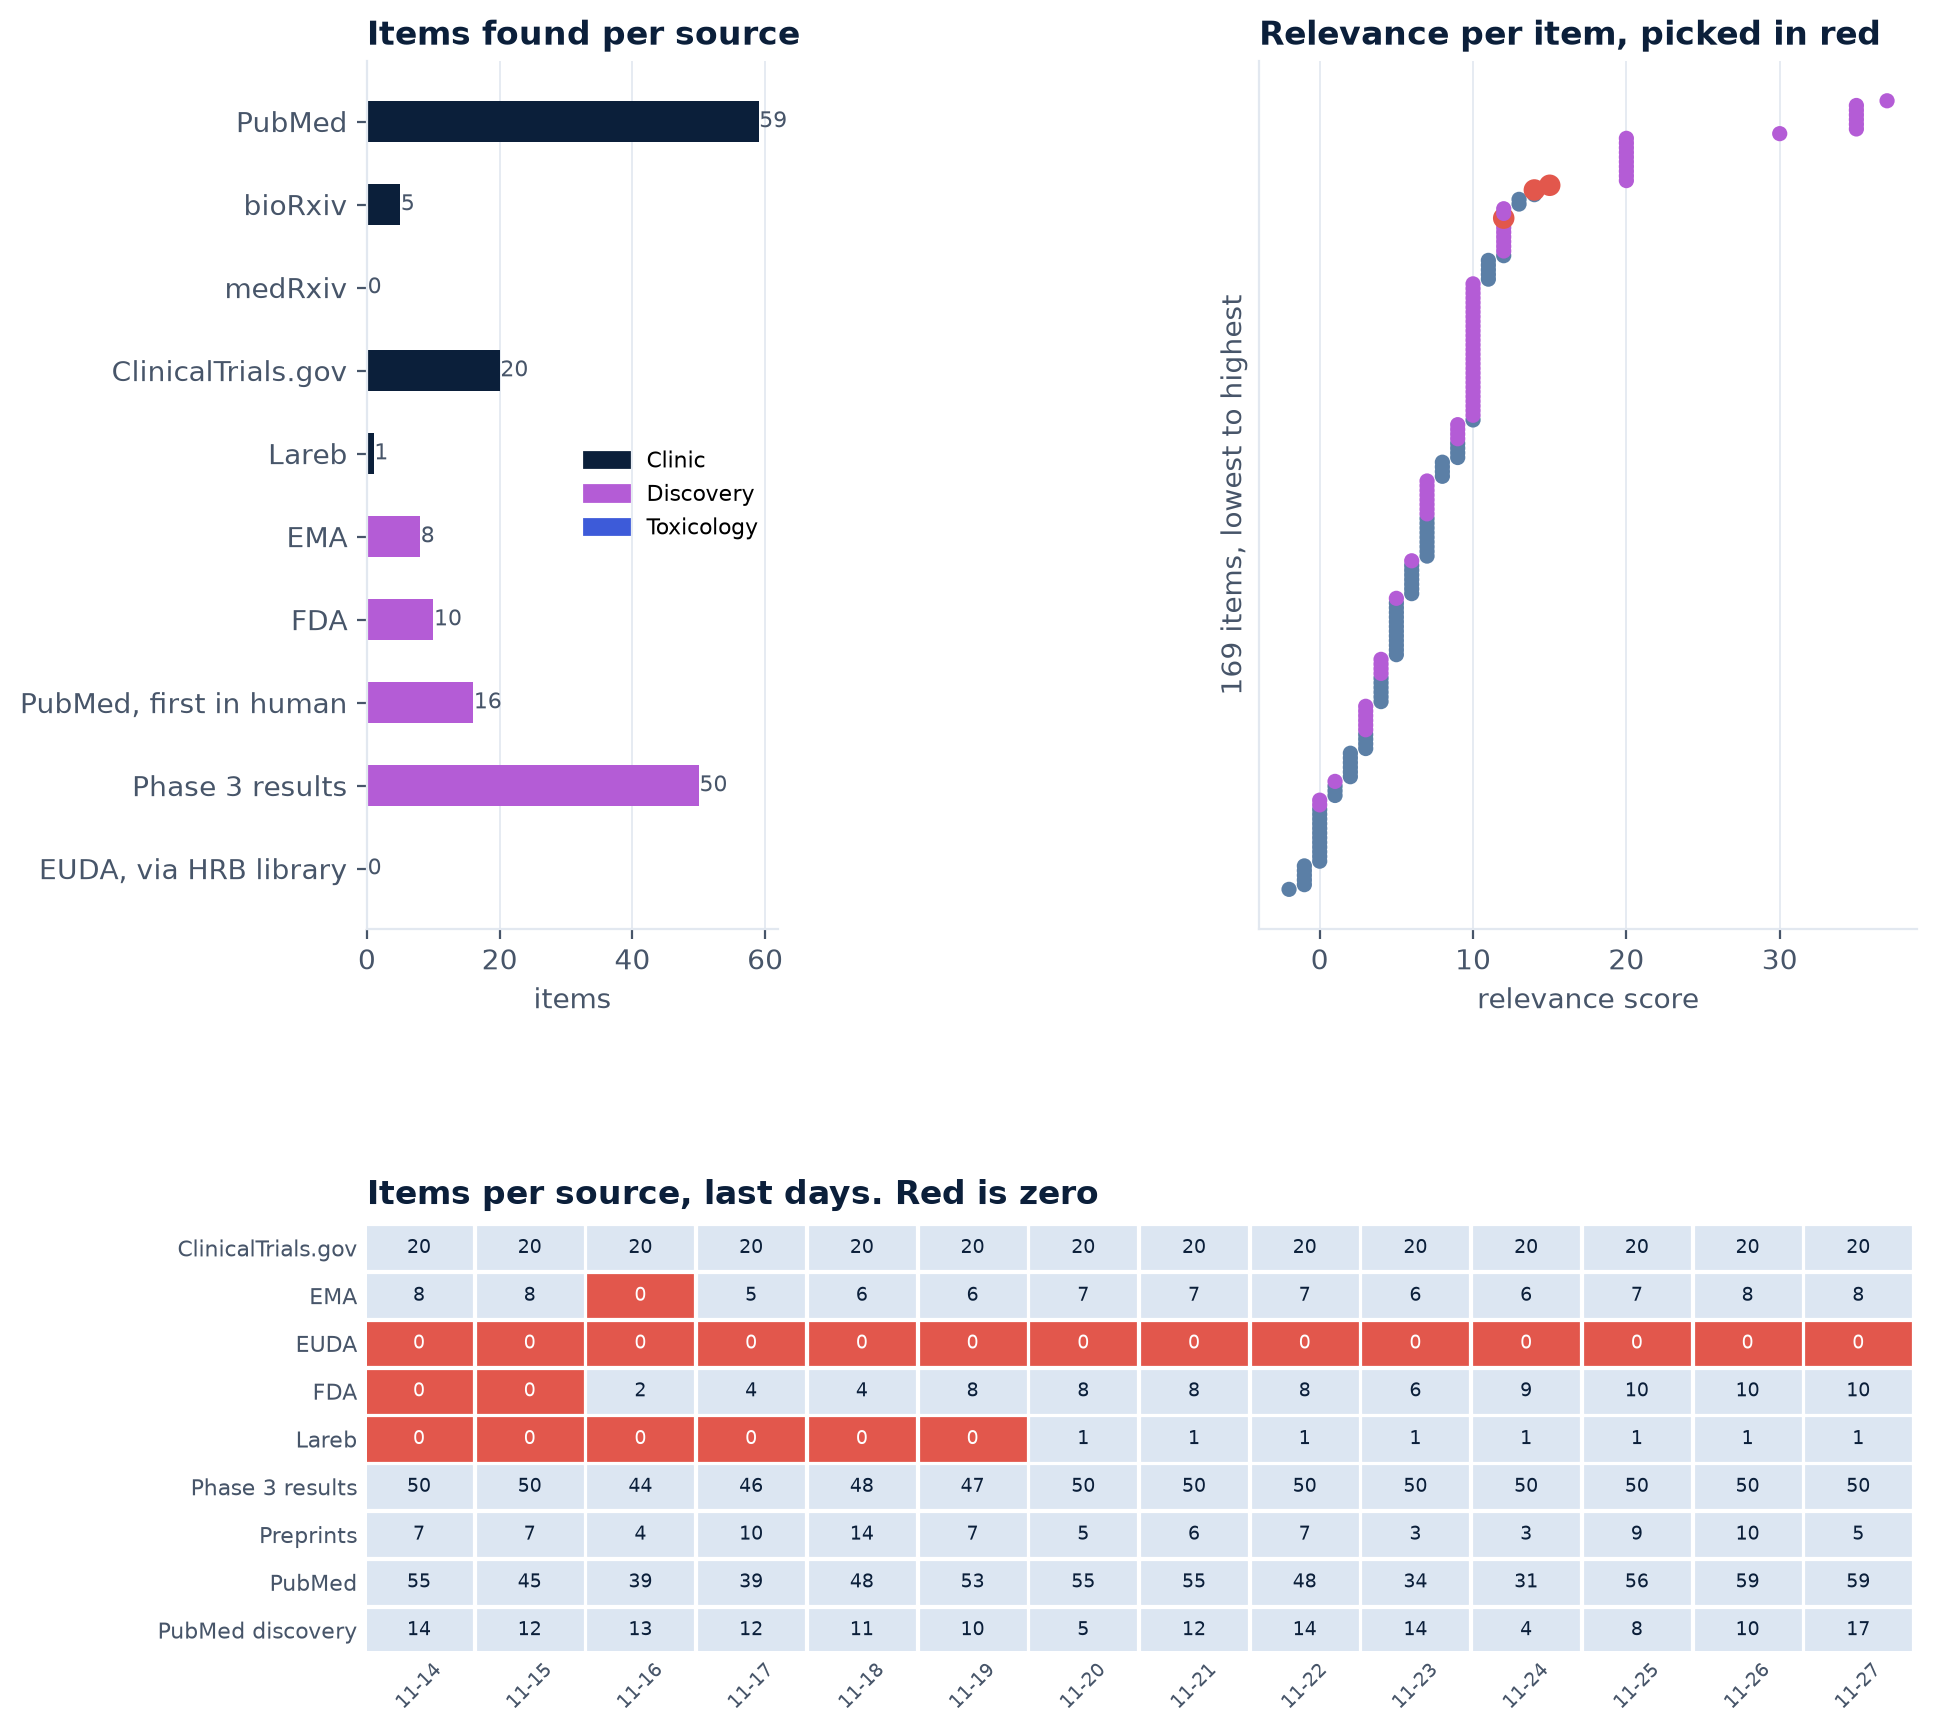 Items found per source
PubMed 59
bioRxiv 5
medRxiv 0
ClinicalTrials.gov 20
Lareb 1
EMA 8
FDA 10
PubMed, first in human 16
Phase 3 results 50
EUDA, via HRB library 0
Clinic
Discovery
Toxicology
0 20 40 60
items
Relevance per item, picked in red
169 items, lowest to highest
0 10 20 30
relevance score
Items per source, last days. Red is zero
ClinicalTrials.gov 20 20 20 20 20 20 20 20 20 20 20 20 20 20
EMA 8 8 0 5 6 6 7 7 7 6 6 7 8 8
EUDA 0 0 0 0 0 0 0 0 0 0 0 0 0 0
FDA 0 0 2 4 4 8 8 8 8 6 9 10 10 10
Lareb 0 0 0 0 0 0 1 1 1 1 1 1 1 1
Phase 3 results 50 50 44 46 48 47 50 50 50 50 50 50 50 50
Preprints 7 7 4 10 14 7 5 6 7 3 3 9 10 5
PubMed 55 45 39 39 48 53 55 55 48 34 31 56 59 59
PubMed discovery 14 12 13 12 11 10 5 12 14 14 4 8 10 17
11-14 11-15 11-16 11-17 11-18 11-19 11-20 11-21 11-22 11-23 11-24 11-25 11-26 11-27